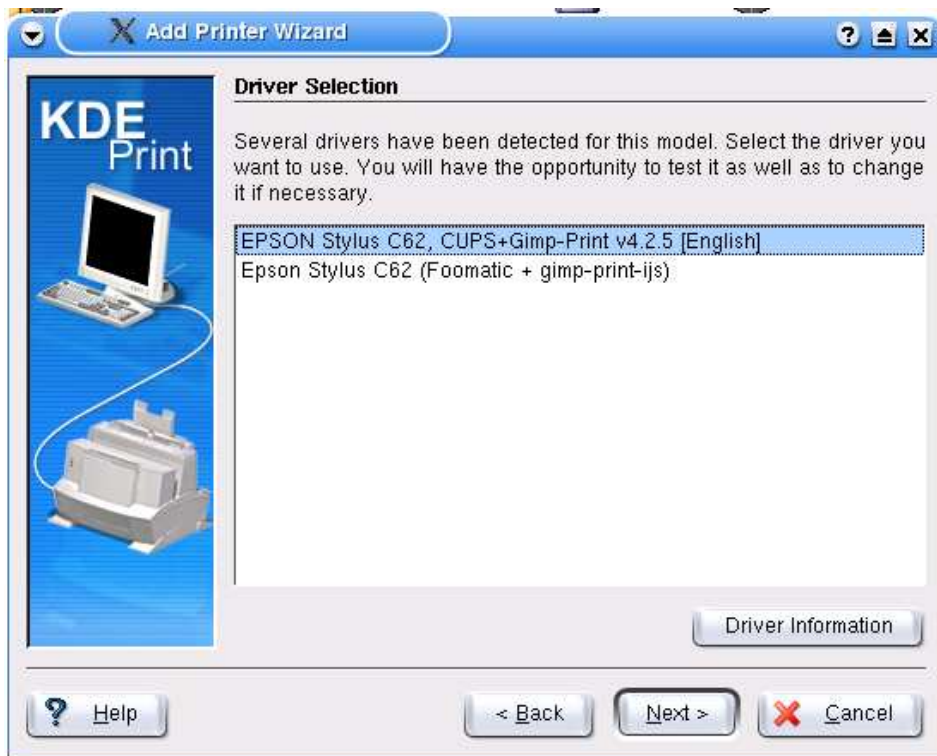 Add Printer Wizard
KDE
Print
Driver Selection
Several drivers have been detected for this model. Select the driver you
want to use. You will have the opportunity to test it as well as to change
it if necessary.
EPSON Stylus C62, CUPS+Gimp-Print v4.2.5 [English]
Epson Stylus C62 (Foomatic + gimp-print-ijs)
Driver Information
? Help
< Back
Next >
Cancel